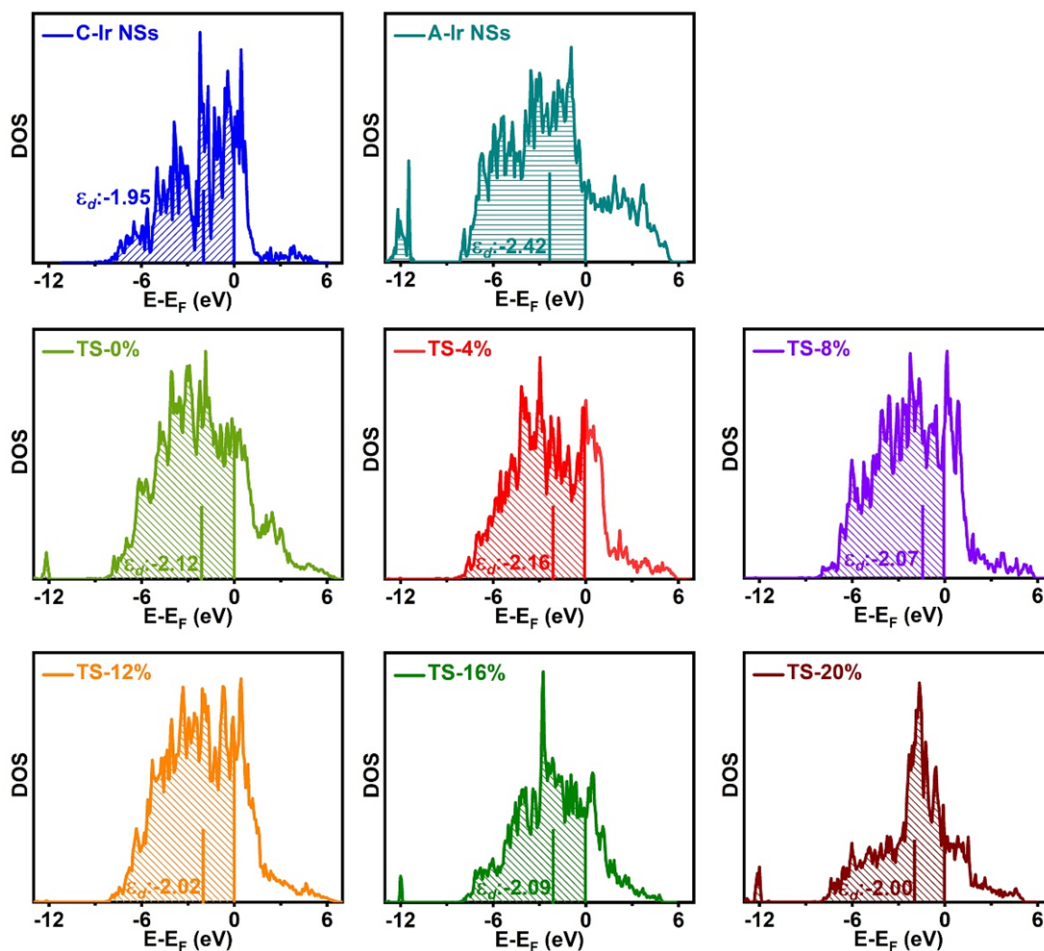 C-Ir NSs
DOS
εd:-1.95
-12 -6 0 6
E-EF (eV)
A-Ir NSs
DOS
εd:-2.42
-12 -6 0 6
E-EF (eV)
TS-0%
DOS
εd:-2.12
-12 -6 0 6
E-EF (eV)
TS-4%
DOS
εd:-2.16
-12 -6 0 6
E-EF (eV)
TS-8%
DOS
εd:-2.07
-12 -6 0 6
E-EF (eV)
TS-12%
DOS
εd:-2.02
-12 -6 0 6
E-EF (eV)
TS-16%
DOS
εd:-2.09
-12 -6 0 6
E-EF (eV)
TS-20%
DOS
εd:-2.00
-12 -6 0 6
E-EF (eV)